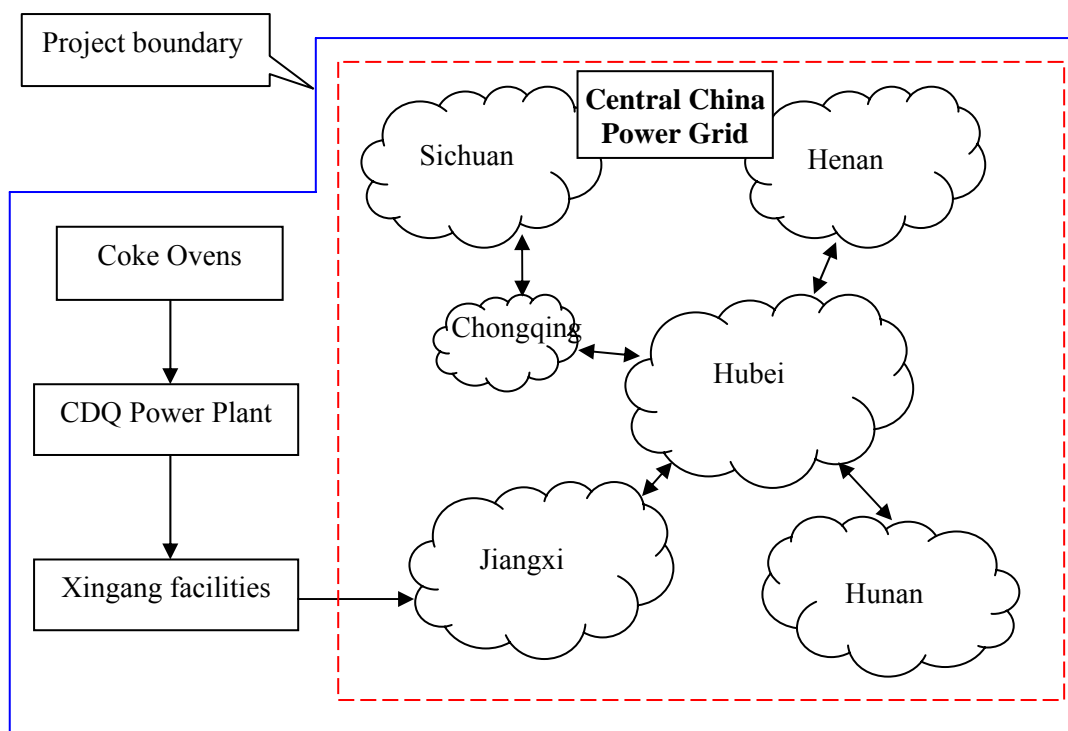 Project boundary
Central China
Power Grid
Sichuan
Henan
Coke Ovens
Chongqing
Hubei
CDQ Power Plant
Jiangxi
Xingang facilities
Hunan